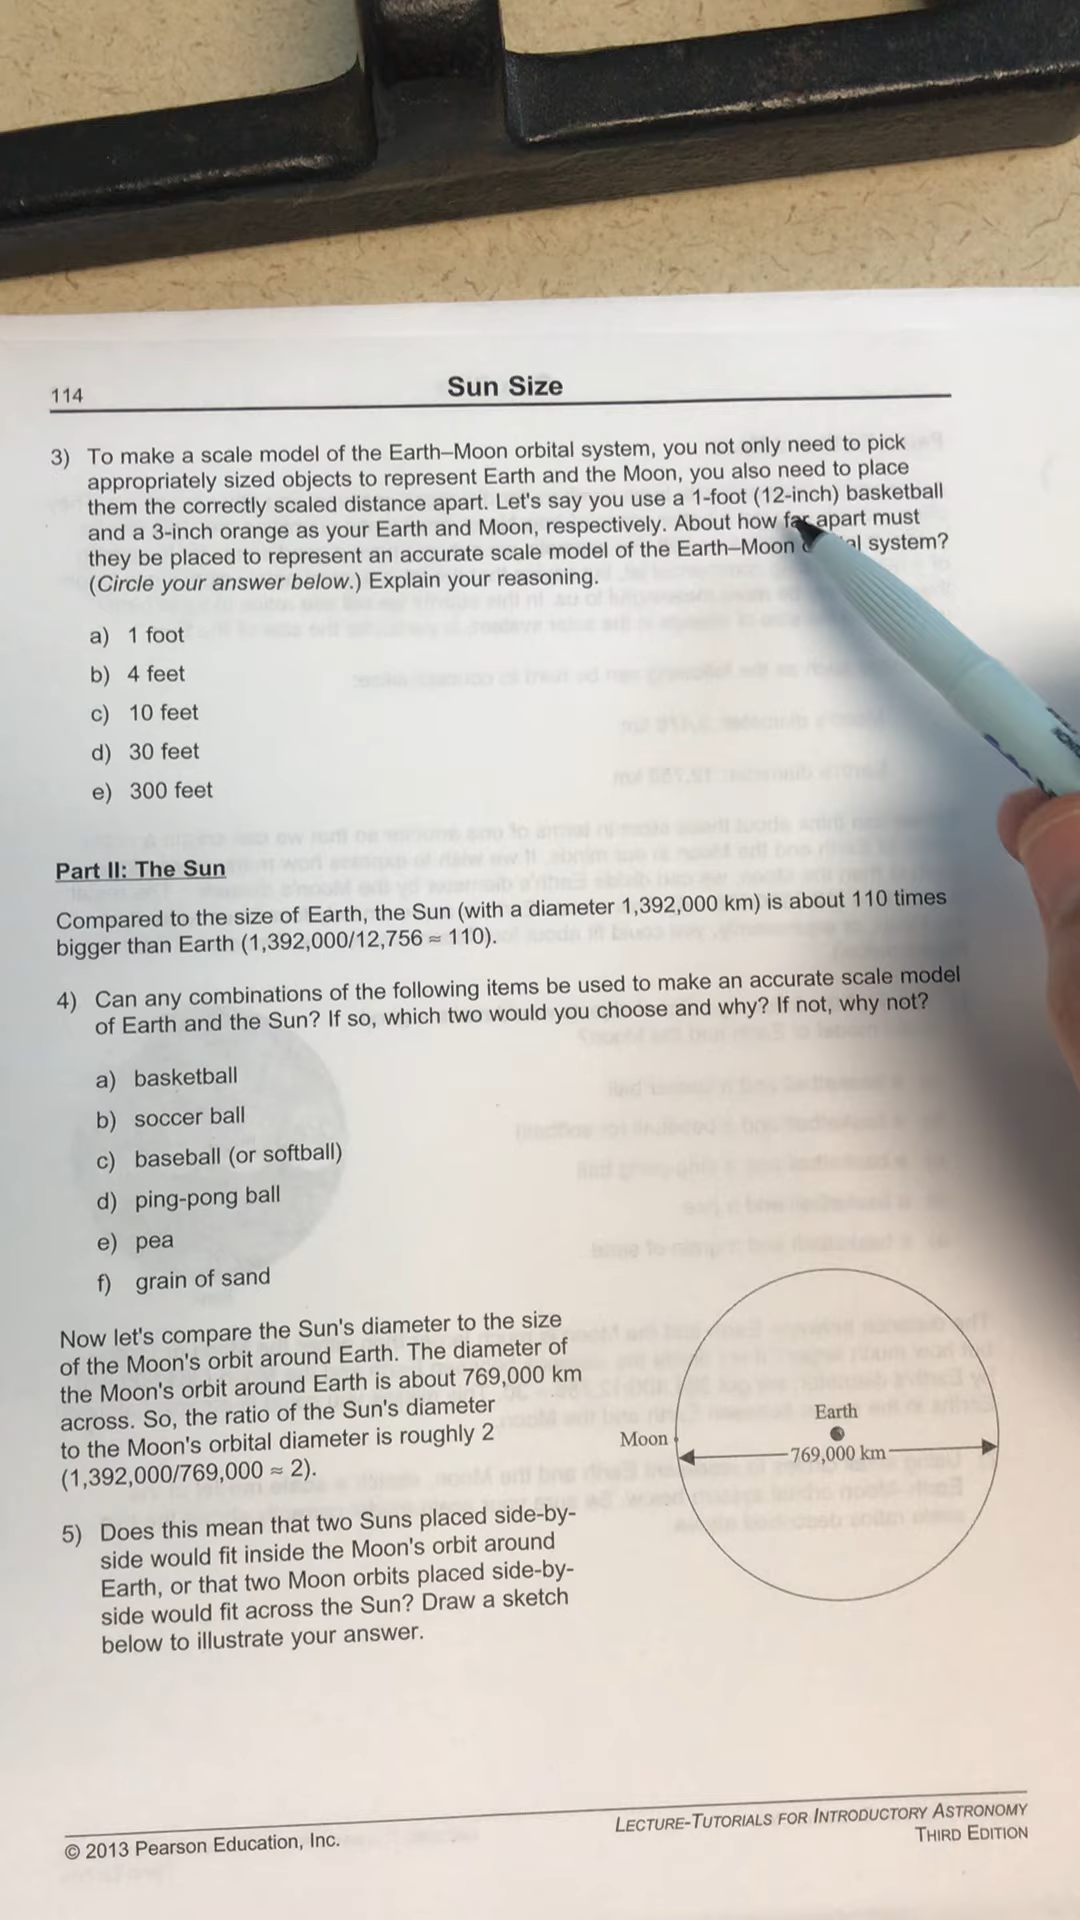 114
Sun Size
3) To make a scale model of the Earth–Moon orbital system, you not only need to pick
appropriately sized objects to represent Earth and the Moon, you also need to place
them the correctly scaled distance apart. Let's say you use a 1-foot (12-inch) basketball
and a 3-inch orange as your Earth and Moon, respectively. About how far apart must
they be placed to represent an accurate scale model of the Earth–Moon system?
(Circle your answer below.) Explain your reasoning.
a) 1 foot
b) 4 feet
c) 10 feet
d) 30 feet
e) 300 feet
Part II: The Sun
Compared to the size of Earth, the Sun (with a diameter 1,392,000 km) is about 110 times
bigger than Earth (1,392,000/12,756 ≈ 110).
4) Can any combinations of the following items be used to make an accurate scale model
of Earth and the Sun? If so, which two would you choose and why? If not, why not?
a) basketball
b) soccer ball
c) baseball (or softball)
d) ping-pong ball
e) pea
f) grain of sand
Now let's compare the Sun's diameter to the size
of the Moon's orbit around Earth. The diameter of
the Moon's orbit around Earth is about 769,000 km
across. So, the ratio of the Sun's diameter
to the Moon's orbital diameter is roughly 2
(1,392,000/769,000 ≈ 2).
Earth
Moon
769,000 km
5) Does this mean that two Suns placed side-by-
side would fit inside the Moon's orbit around
Earth, or that two Moon orbits placed side-by-
side would fit across the Sun? Draw a sketch
below to illustrate your answer.
© 2013 Pearson Education, Inc.
LECTURE-TUTORIALS FOR INTRODUCTORY ASTRONOMY
THIRD EDITION